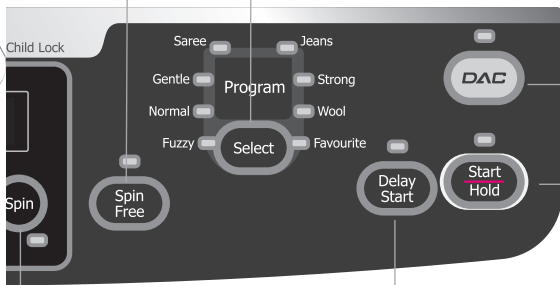 Child Lock
Saree
Jeans
Gentle
Program
Strong
Normal
Wool
Fuzzy
Select
Favourite
DAC
Spin
Spin
Free
Delay
Start
Start
Hold